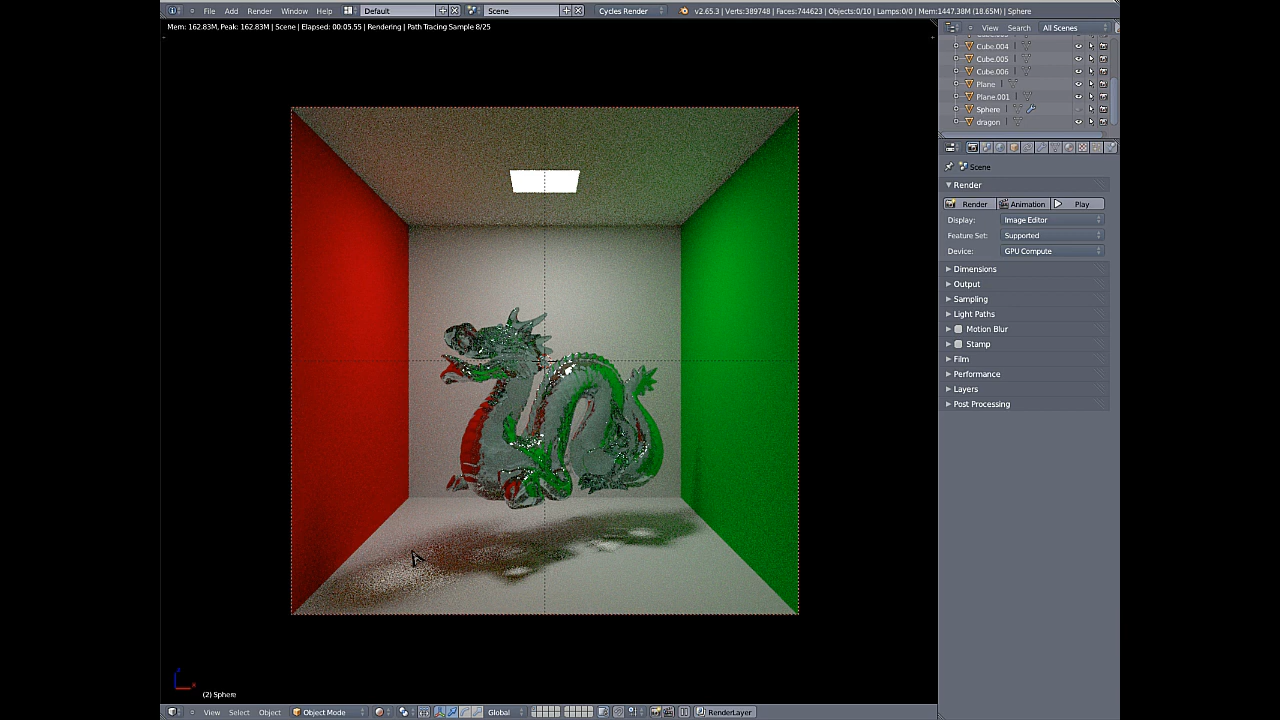 File Add Render Window Help Default Scene Cycles Render v2.65.3 | Verts:389748 | Faces:744623 | Objects:0/10 | Lamps:0/0 | Mem:1447.38M (18.65M) | Sphere
Mem: 162.83M, Peak: 162.83M | Scene | Elapsed: 00:05.55 | Rendering | Path Tracing Sample 8/25
View Search All Scenes
Cube.004
Cube.005
Cube.006
Plane
Plane.001
Sphere
dragon
Scene
Render
Render Animation Play
Display: Image Editor
Feature Set: Supported
Device: GPU Compute
Dimensions
Output
Sampling
Light Paths
Motion Blur
Stamp
Film
Performance
Layers
Post Processing
(2) Sphere
View Select Object Object Mode Global RenderLayer